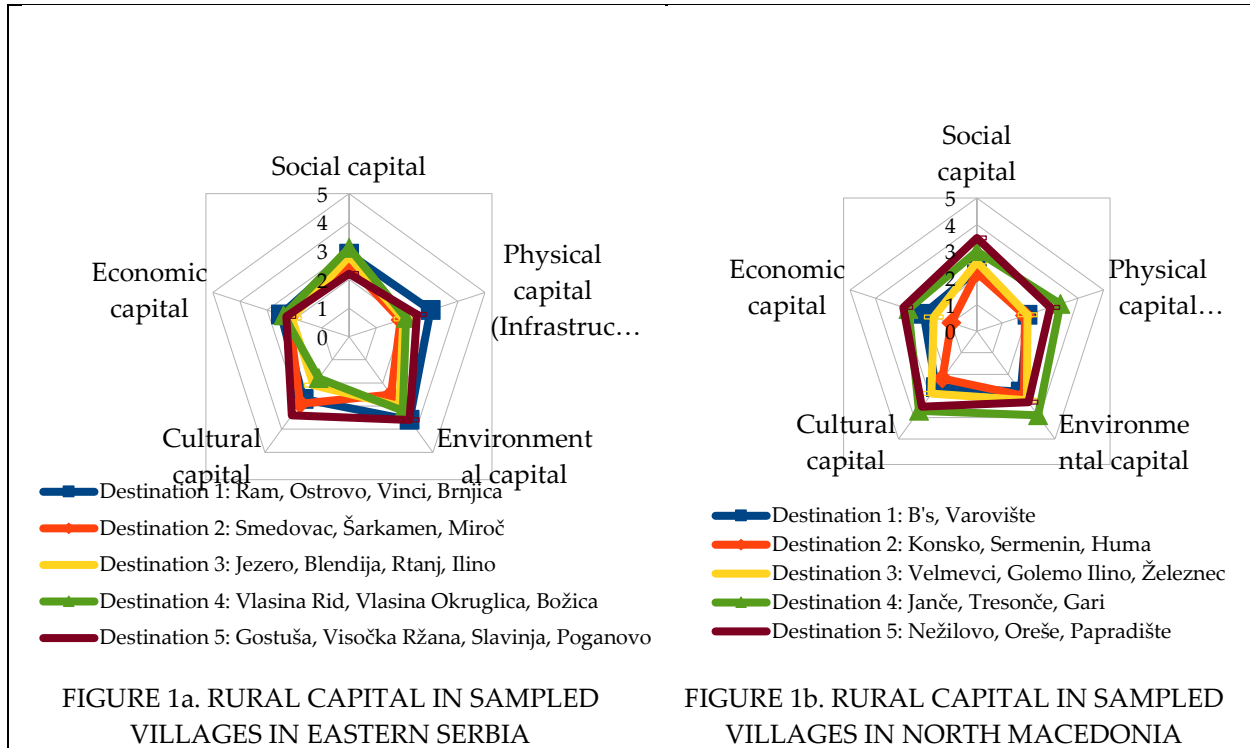 Social capital
5
4
3
2
1
0
Physical
capital
(Infrastruc…
Environment
al capital
Cultural
capital
Economic
capital
Destination 1: Ram, Ostrovo, Vinci, Brnjica
Destination 2: Smedovac, Šarkamen, Miroč
Destination 3: Jezero, Blendija, Rtanj, Ilino
Destination 4: Vlasina Rid, Vlasina Okruglica, Božica
Destination 5: Gostuša, Visočka Ržana, Slavinja, Poganovo
FIGURE 1a. RURAL CAPITAL IN SAMPLED
VILLAGES IN EASTERN SERBIA
Social
capital
5
4
3
2
1
0
Physical
capital…
Environme
ntal capital
Cultural
capital
Economic
capital
Destination 1: B's, Varovište
Destination 2: Konsko, Sermenin, Huma
Destination 3: Velmevci, Golemo Ilino, Železnec
Destination 4: Janče, Tresonče, Gari
Destination 5: Nežilovo, Oreše, Papradište
FIGURE 1b. RURAL CAPITAL IN SAMPLED
VILLAGES IN NORTH MACEDONIA